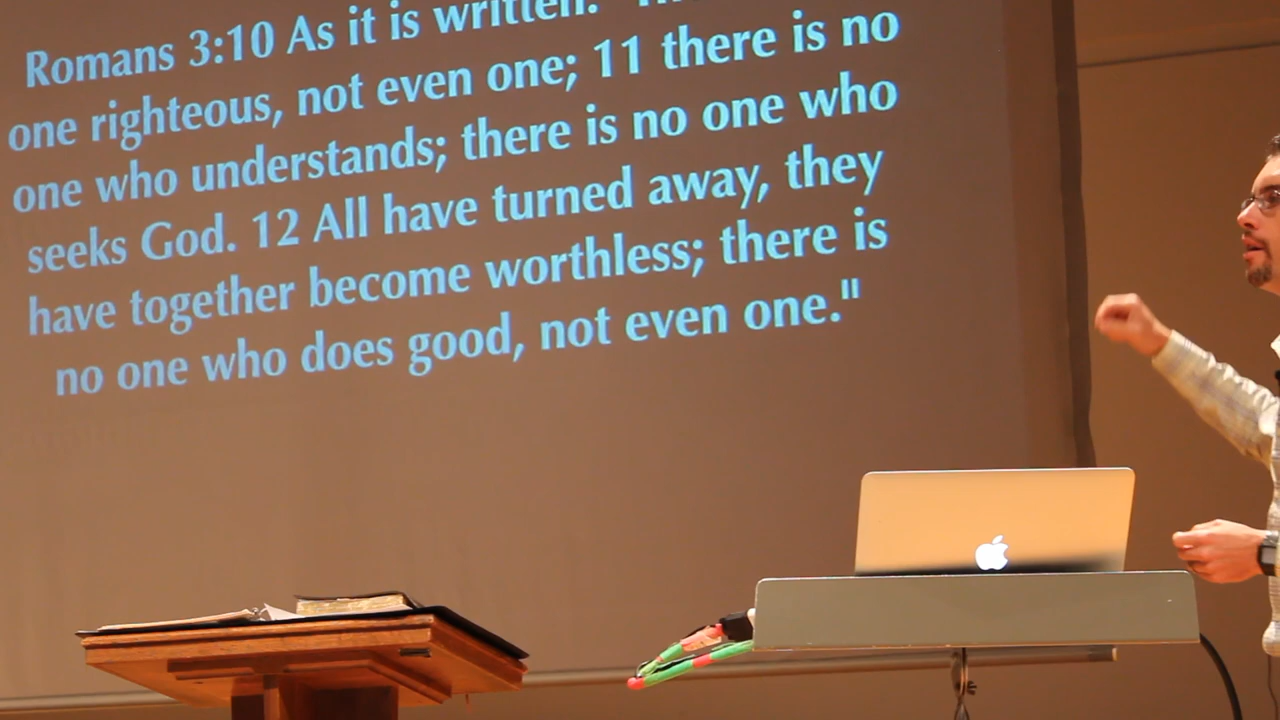 Romans 3:10 As it is written:
one righteous, not even one; 11 there is no
one who understands; there is no one who
seeks God. 12 All have turned away, they
have together become worthless; there is
no one who does good, not even one."